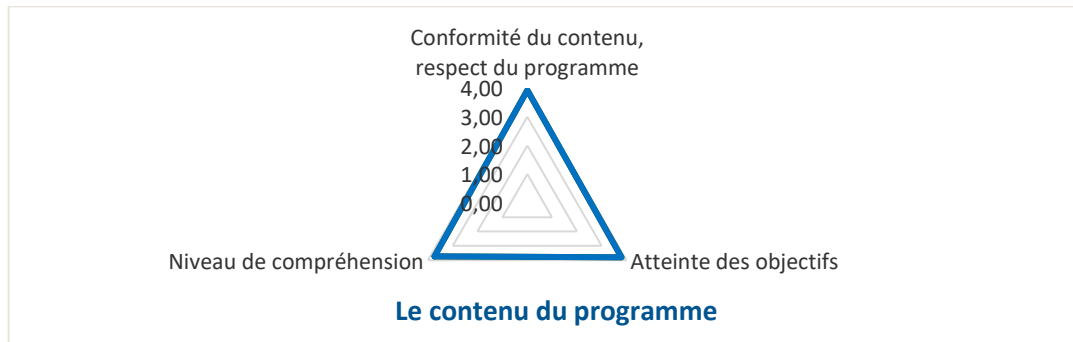 Conformité du contenu,
respect du programme
4,00
3,00
2,00
1,00
0,00
Niveau de compréhension
Atteinte des objectifs
Le contenu du programme